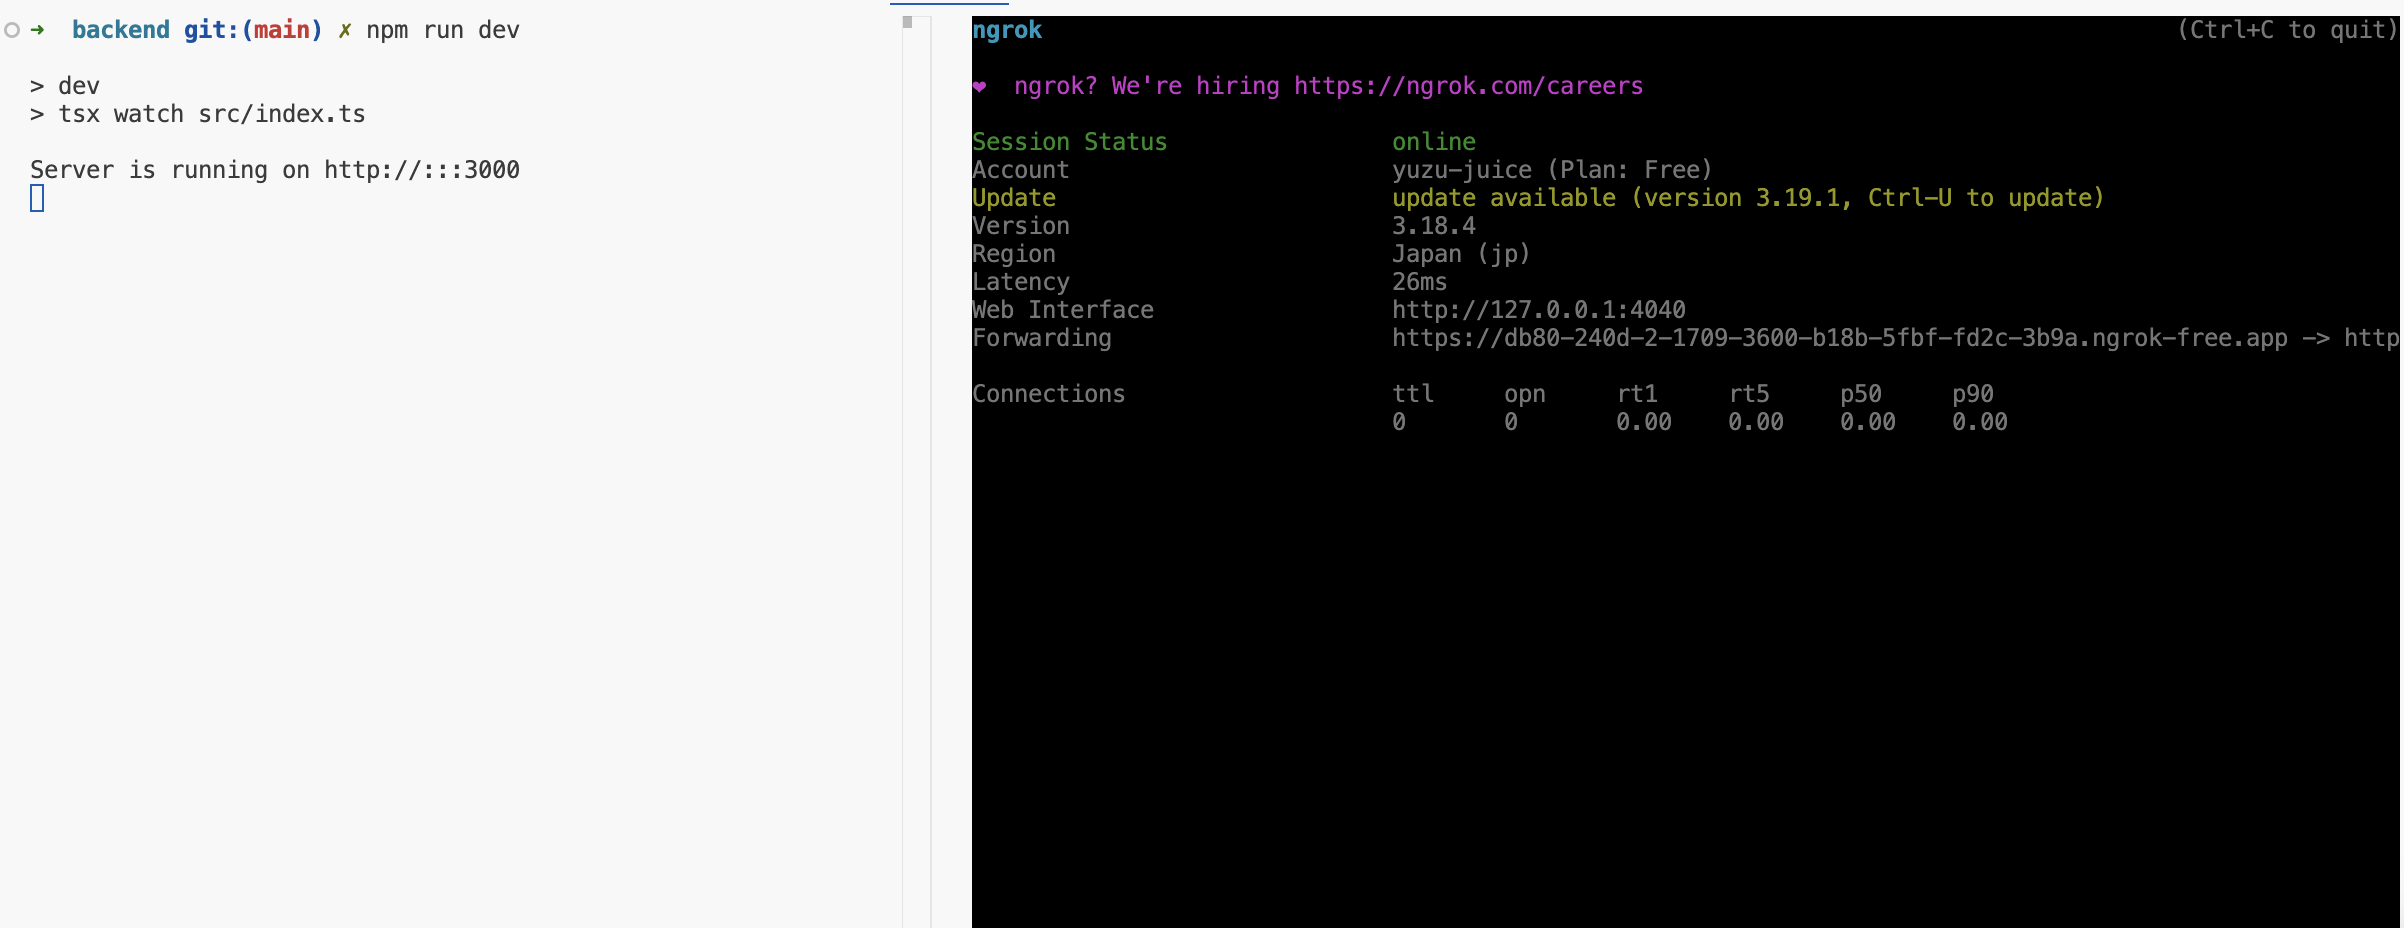 ➜  backend git:(main) ✗ npm run dev
> dev
> tsx watch src/index.ts
Server is running on http://:::3000
ngrok (Ctrl+C to quit)
❤  ngrok? We're hiring https://ngrok.com/careers
Session Status online
Account yuzu-juice (Plan: Free)
Update update available (version 3.19.1, Ctrl-U to update)
Version 3.18.4
Region Japan (jp)
Latency 26ms
Web Interface http://127.0.0.1:4040
Forwarding https://db80-240d-2-1709-3600-b18b-5fbf-fd2c-3b9a.ngrok-free.app -> http
Connections ttl opn rt1 rt5 p50 p90
0 0 0.00 0.00 0.00 0.00